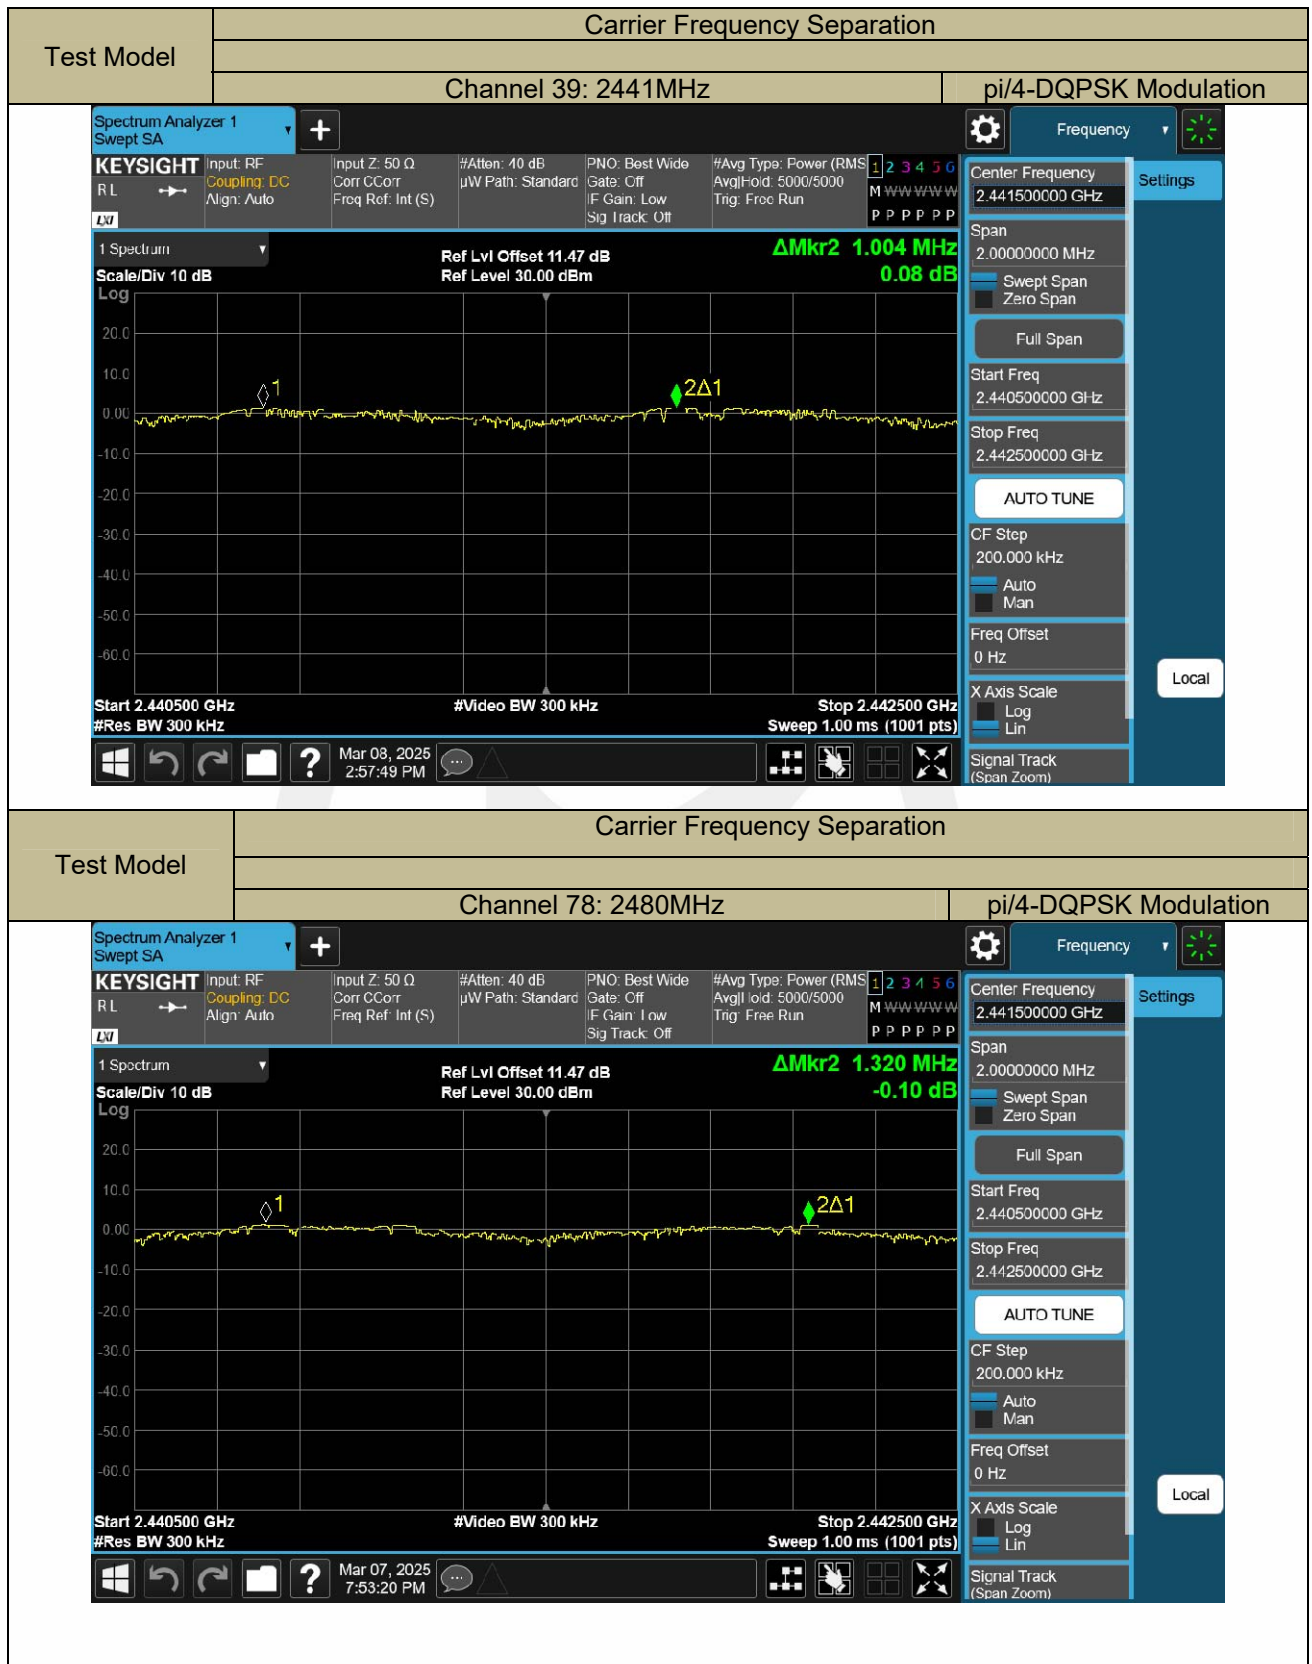 Test Model
Carrier Frequency Separation
Channel 39: 2441MHz
pi/4-DQPSK Modulation
Spectrum Analyzer 1
Swept SA
+
Frequency
KEYSIGHT
RL
LXI
Input: RF
Coupling: DC
Align: Auto
Input Z: 50 Ω
Corr CCorr
Freq Ref: Int (S)
#Atten: 40 dB
µW Path: Standard
PNO: Best Wide
Gate: Off
IF Gain: Low
Sig Track: Off
#Avg Type: Power (RMS
Avg|Hold: 5000/5000
Trig: Free Run
1 2 3 4 5 6
M W W W W W
P P P P P P
1 Spectrum
Scale/Div 10 dB
Log
Ref Lvl Offset 11.47 dB
Ref Level 30.00 dBm
ΔMkr2 1.004 MHz
0.08 dB
20.0
10.0
0.00
-10.0
-20.0
-30.0
-40.0
-50.0
-60.0
1
2Δ1
Start 2.440500 GHz
#Res BW 300 kHz
#Video BW 300 kHz
Stop 2.442500 GHz
Sweep 1.00 ms (1001 pts)
Mar 08, 2025
2:57:49 PM
Center Frequency
2.441500000 GHz
Settings
Span
2.00000000 MHz
Swept Span
Zero Span
Full Span
Start Freq
2.440500000 GHz
Stop Freq
2.442500000 GHz
AUTO TUNE
CF Step
200.000 kHz
Auto
Man
Freq Offset
0 Hz
X Axis Scale
Log
Lin
Local
Signal Track
(Span Zoom)
Test Model
Carrier Frequency Separation
Channel 78: 2480MHz
pi/4-DQPSK Modulation
Spectrum Analyzer 1
Swept SA
+
Frequency
KEYSIGHT
RL
LXI
Input: RF
Coupling: DC
Align: Auto
Input Z: 50 Ω
Corr CCorr
Freq Ref: Int (S)
#Atten: 40 dB
µW Path: Standard
PNO: Best Wide
Gate: Off
IF Gain: Low
Sig Track: Off
#Avg Type: Power (RMS
Avg|Hold: 5000/5000
Trig: Free Run
1 2 3 4 5 6
M W W W W W
P P P P P P
1 Spectrum
Scale/Div 10 dB
Log
Ref Lvl Offset 11.47 dB
Ref Level 30.00 dBm
ΔMkr2 1.320 MHz
-0.10 dB
20.0
10.0
0.00
-10.0
-20.0
-30.0
-40.0
-50.0
-60.0
1
2Δ1
Start 2.440500 GHz
#Res BW 300 kHz
#Video BW 300 kHz
Stop 2.442500 GHz
Sweep 1.00 ms (1001 pts)
Mar 07, 2025
7:53:20 PM
Center Frequency
2.441500000 GHz
Settings
Span
2.00000000 MHz
Swept Span
Zero Span
Full Span
Start Freq
2.440500000 GHz
Stop Freq
2.442500000 GHz
AUTO TUNE
CF Step
200.000 kHz
Auto
Man
Freq Offset
0 Hz
X Axis Scale
Log
Lin
Local
Signal Track
(Span Zoom)